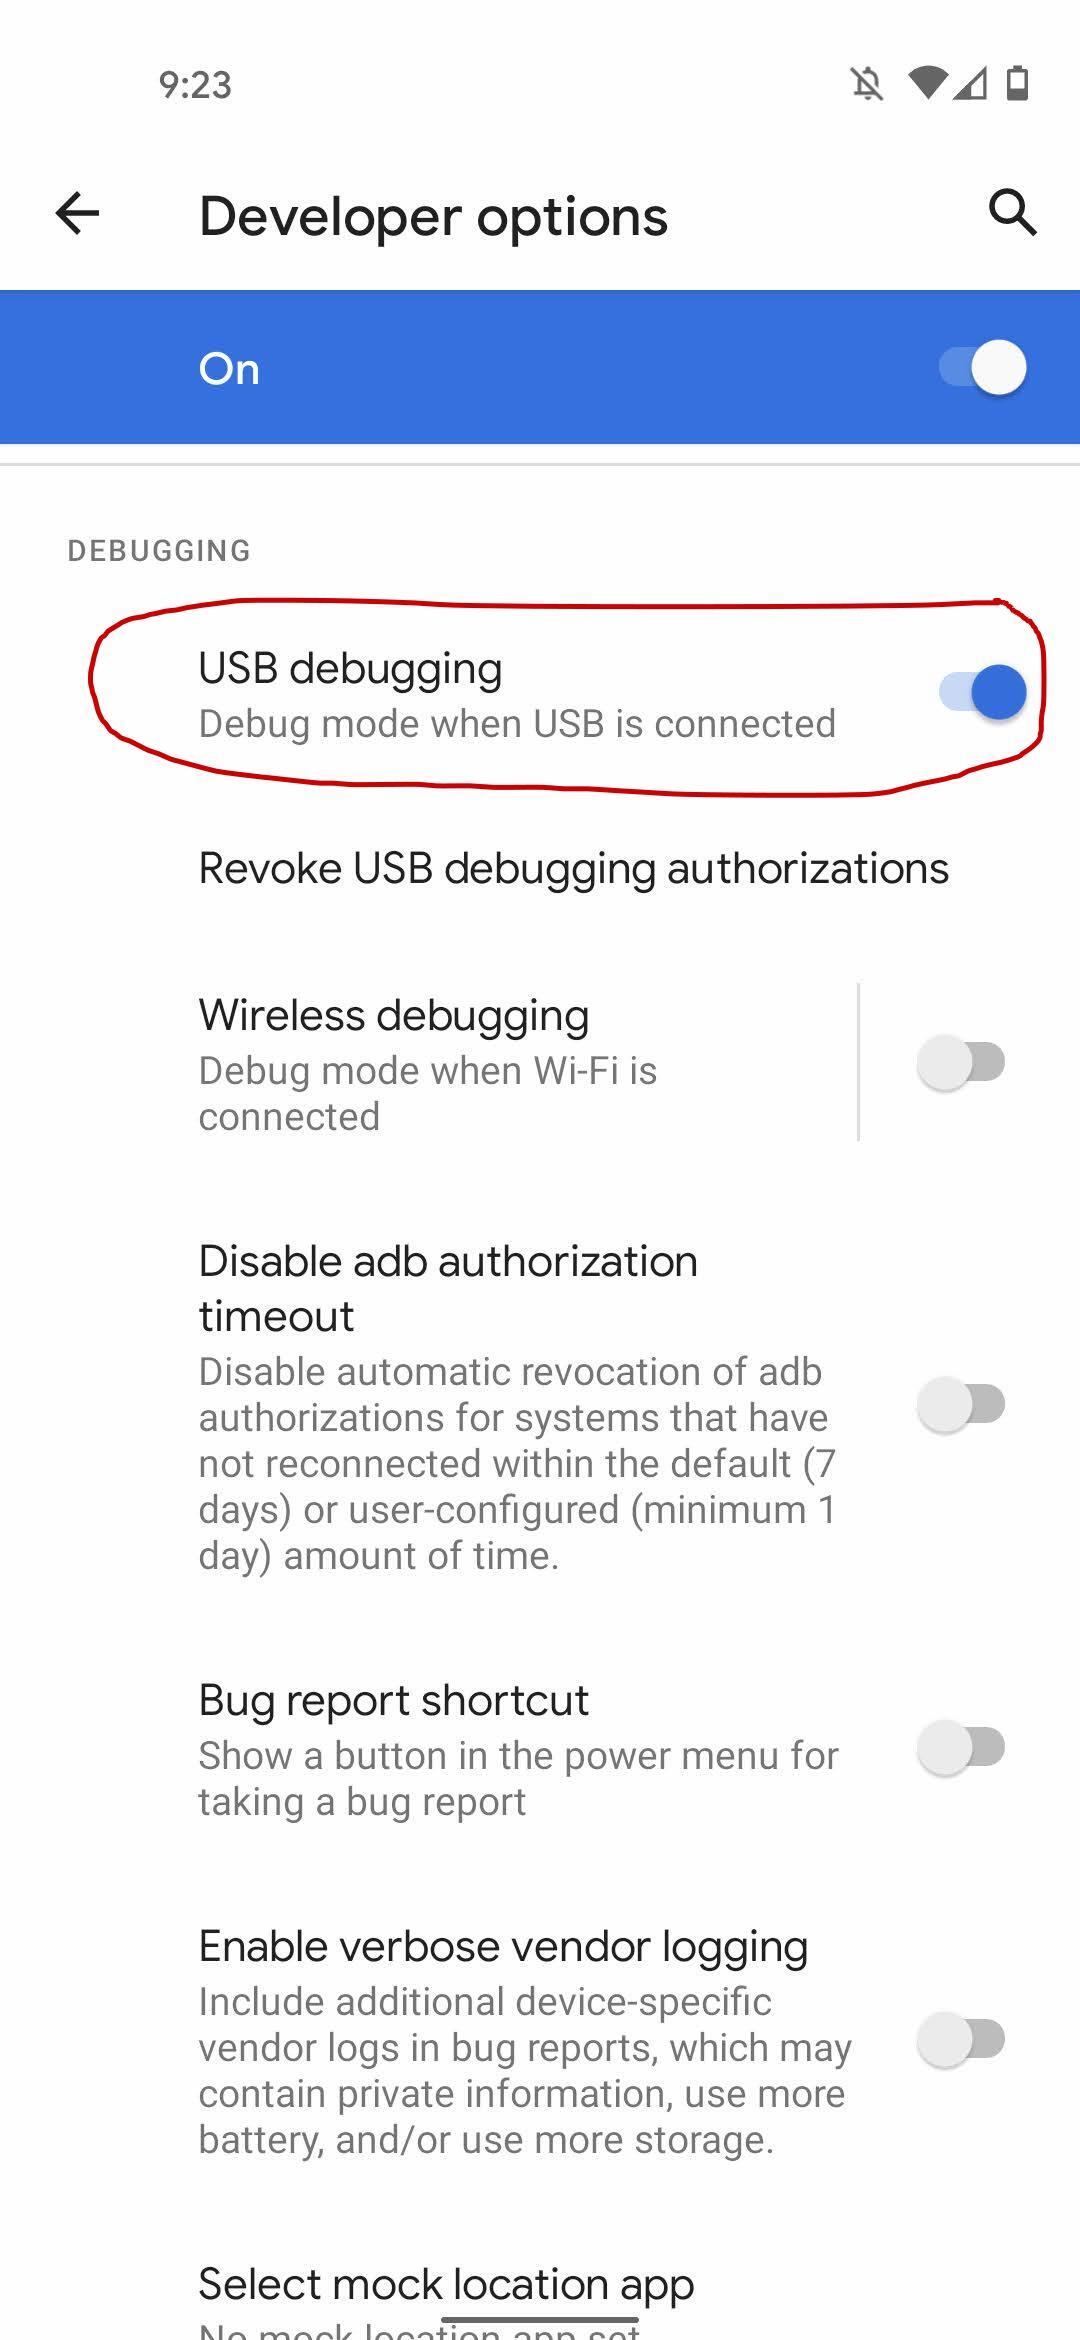 9:23
Developer options
On
DEBUGGING
USB debugging
Debug mode when USB is connected
Revoke USB debugging authorizations
Wireless debugging
Debug mode when Wi-Fi is
connected
Disable adb authorization
timeout
Disable automatic revocation of adb
authorizations for systems that have
not reconnected within the default (7
days) or user-configured (minimum 1
day) amount of time.
Bug report shortcut
Show a button in the power menu for
taking a bug report
Enable verbose vendor logging
Include additional device-specific
vendor logs in bug reports, which may
contain private information, use more
battery, and/or use more storage.
Select mock location app
No mock location app set